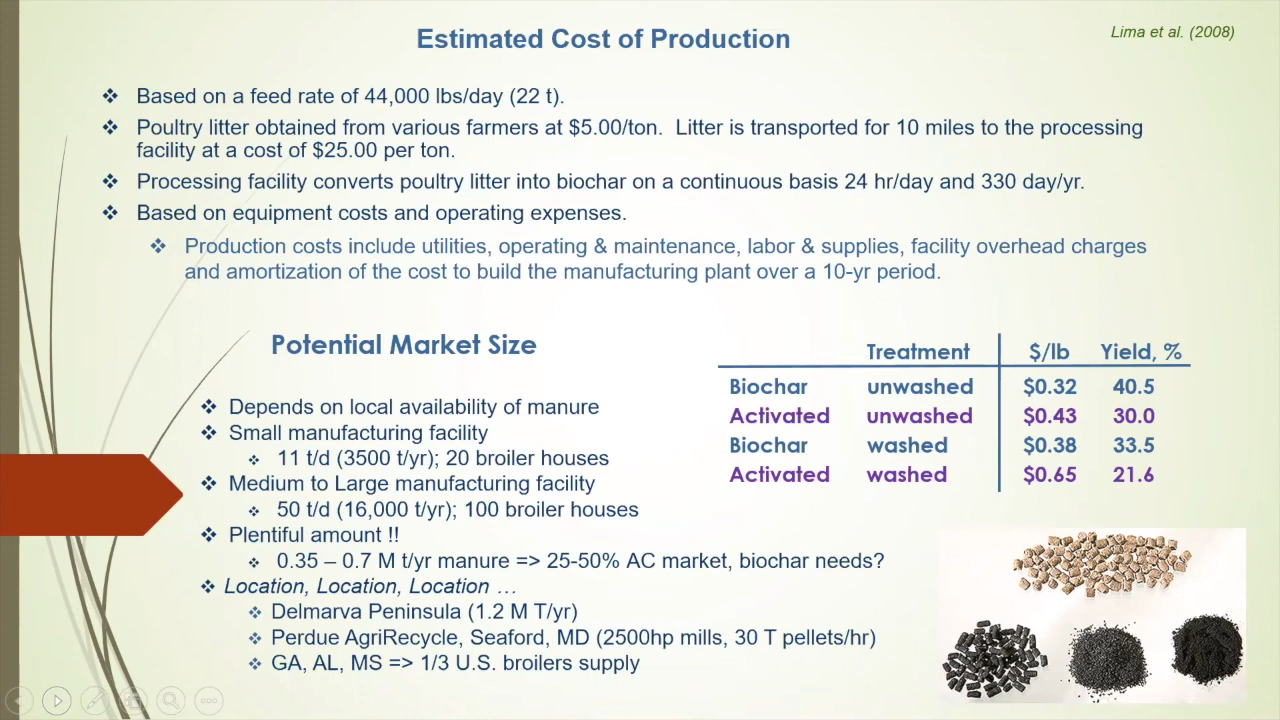 Estimated Cost of Production
Lima et al. (2008)
Based on a feed rate of 44,000 lbs/day (22 t).
Poultry litter obtained from various farmers at $5.00/ton. Litter is transported for 10 miles to the processing
facility at a cost of $25.00 per ton.
Processing facility converts poultry litter into biochar on a continuous basis 24 hr/day and 330 day/yr.
Based on equipment costs and operating expenses.
Production costs include utilities, operating & maintenance, labor & supplies, facility overhead charges
and amortization of the cost to build the manufacturing plant over a 10-yr period.
Potential Market Size
Depends on local availability of manure
Small manufacturing facility
11 t/d (3500 t/yr); 20 broiler houses
Medium to Large manufacturing facility
50 t/d (16,000 t/yr); 100 broiler houses
Plentiful amount !!
0.35 – 0.7 M t/yr manure => 25-50% AC market, biochar needs?
Location, Location, Location …
Delmarva Peninsula (1.2 M T/yr)
Perdue AgriRecycle, Seaford, MD (2500hp mills, 30 T pellets/hr)
GA, AL, MS => 1/3 U.S. broilers supply
Treatment $/lb Yield, %
Biochar unwashed $0.32 40.5
Activated unwashed $0.43 30.0
Biochar washed $0.38 33.5
Activated washed $0.65 21.6